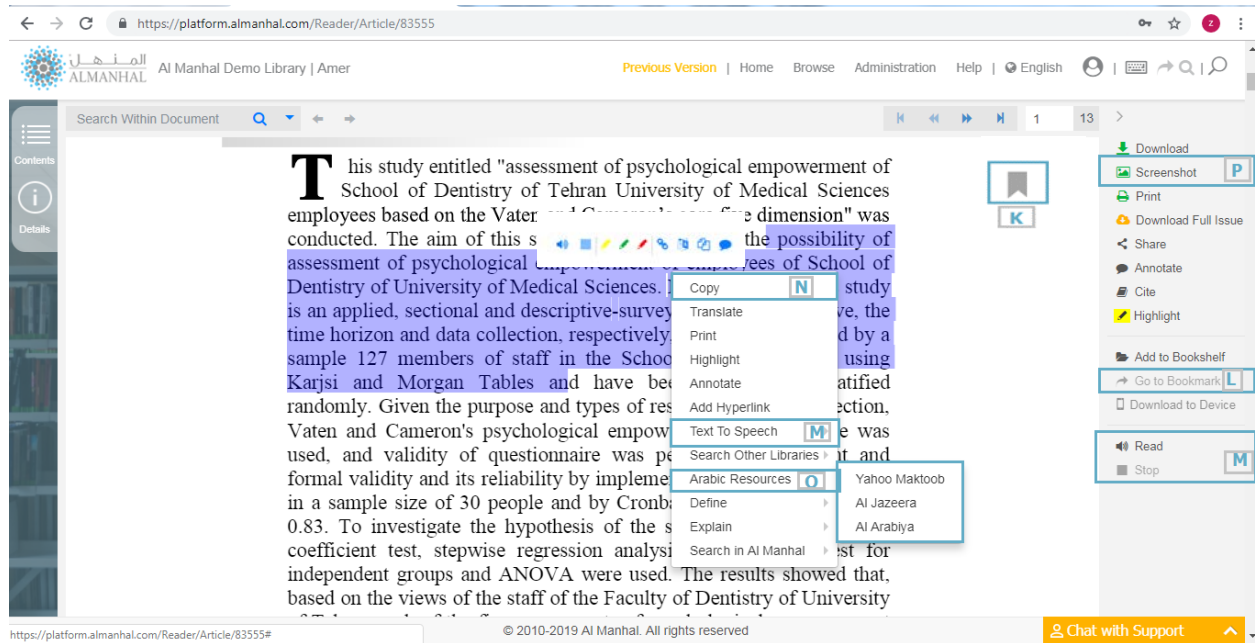 https://platform.almanhal.com/Reader/Article/83555
z
المنهل
ALMANHAL
Al Manhal Demo Library | Amer
Previous Version | Home Browse Administration Help | English
Search Within Document
1 13
Contents
Details
This study entitled "assessment of psychological empowerment of
School of Dentistry of Tehran University of Medical Sciences
employees based on the Vaten and Cameron's core five dimension" was
conducted. The aim of this s the possibility of
assessment of psychological empowerment of employees of School of
Dentistry of University of Medical Sciences. study
is an applied, sectional and descriptive-survey ve, the
time horizon and data collection, respectively, d by a
sample 127 members of staff in the Schoo using
Karjsi and Morgan Tables and have bee atified
randomly. Given the purpose and types of res ection,
Vaten and Cameron's psychological empow e was
used, and validity of questionnaire was pe nt and
formal validity and its reliability by impleme
in a sample size of 30 people and by Cronb
0.83. To investigate the hypothesis of the s
coefficient test, stepwise regression analysi est for
independent groups and ANOVA were used. The results showed that,
based on the views of the staff of the Faculty of Dentistry of University
K
Copy N
Translate
Print
Highlight
Annotate
Add Hyperlink
Text To Speech M
Search Other Libraries
Arabic Resources O
Define
Explain
Search in Al Manhal
Yahoo Maktoob
Al Jazeera
Al Arabiya
Download
Screenshot P
Print
Download Full Issue
Share
Annotate
Cite
Highlight
Add to Bookshelf
Go to Bookmark L
Download to Device
Read
Stop
M
https://platform.almanhal.com/Reader/Article/83555#
© 2010-2019 Al Manhal. All rights reserved
Chat with Support